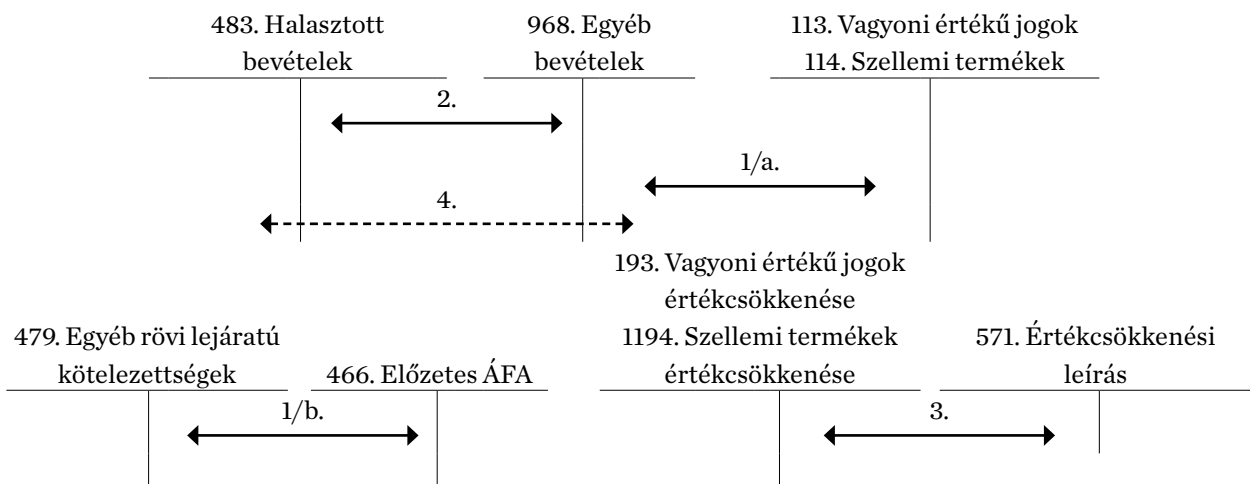 483. Halasztott
bevételek
968. Egyéb
bevételek
113. Vagyoni értékű jogok
114. Szellemi termékek
2.
1/a.
4.
193. Vagyoni értékű jogok
értékcsökkenése
479. Egyéb rövi lejáratú
kötelezettségek
466. Előzetes ÁFA
1194. Szellemi termékek
értékcsökkenése
571. Értékcsökkenési
leírás
1/b.
3.